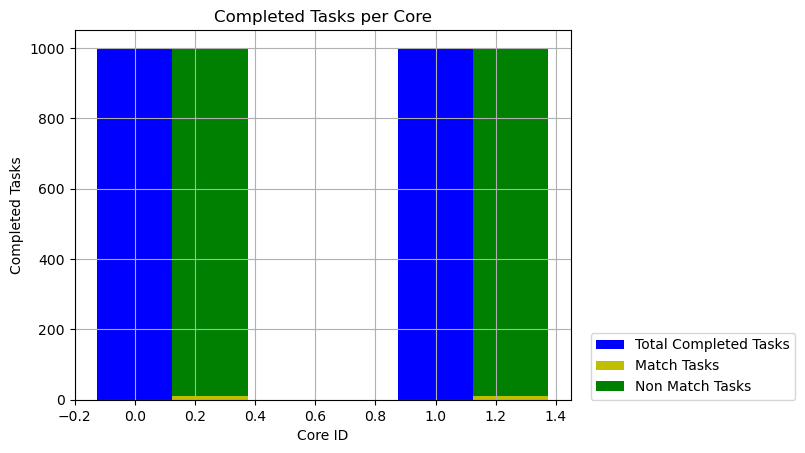 Completed Tasks per Core
Completed Tasks
1000
800
600
400
200
0
−0.2 0.0 0.2 0.4 0.6 0.8 1.0 1.2 1.4
Core ID
Total Completed Tasks
Match Tasks
Non Match Tasks